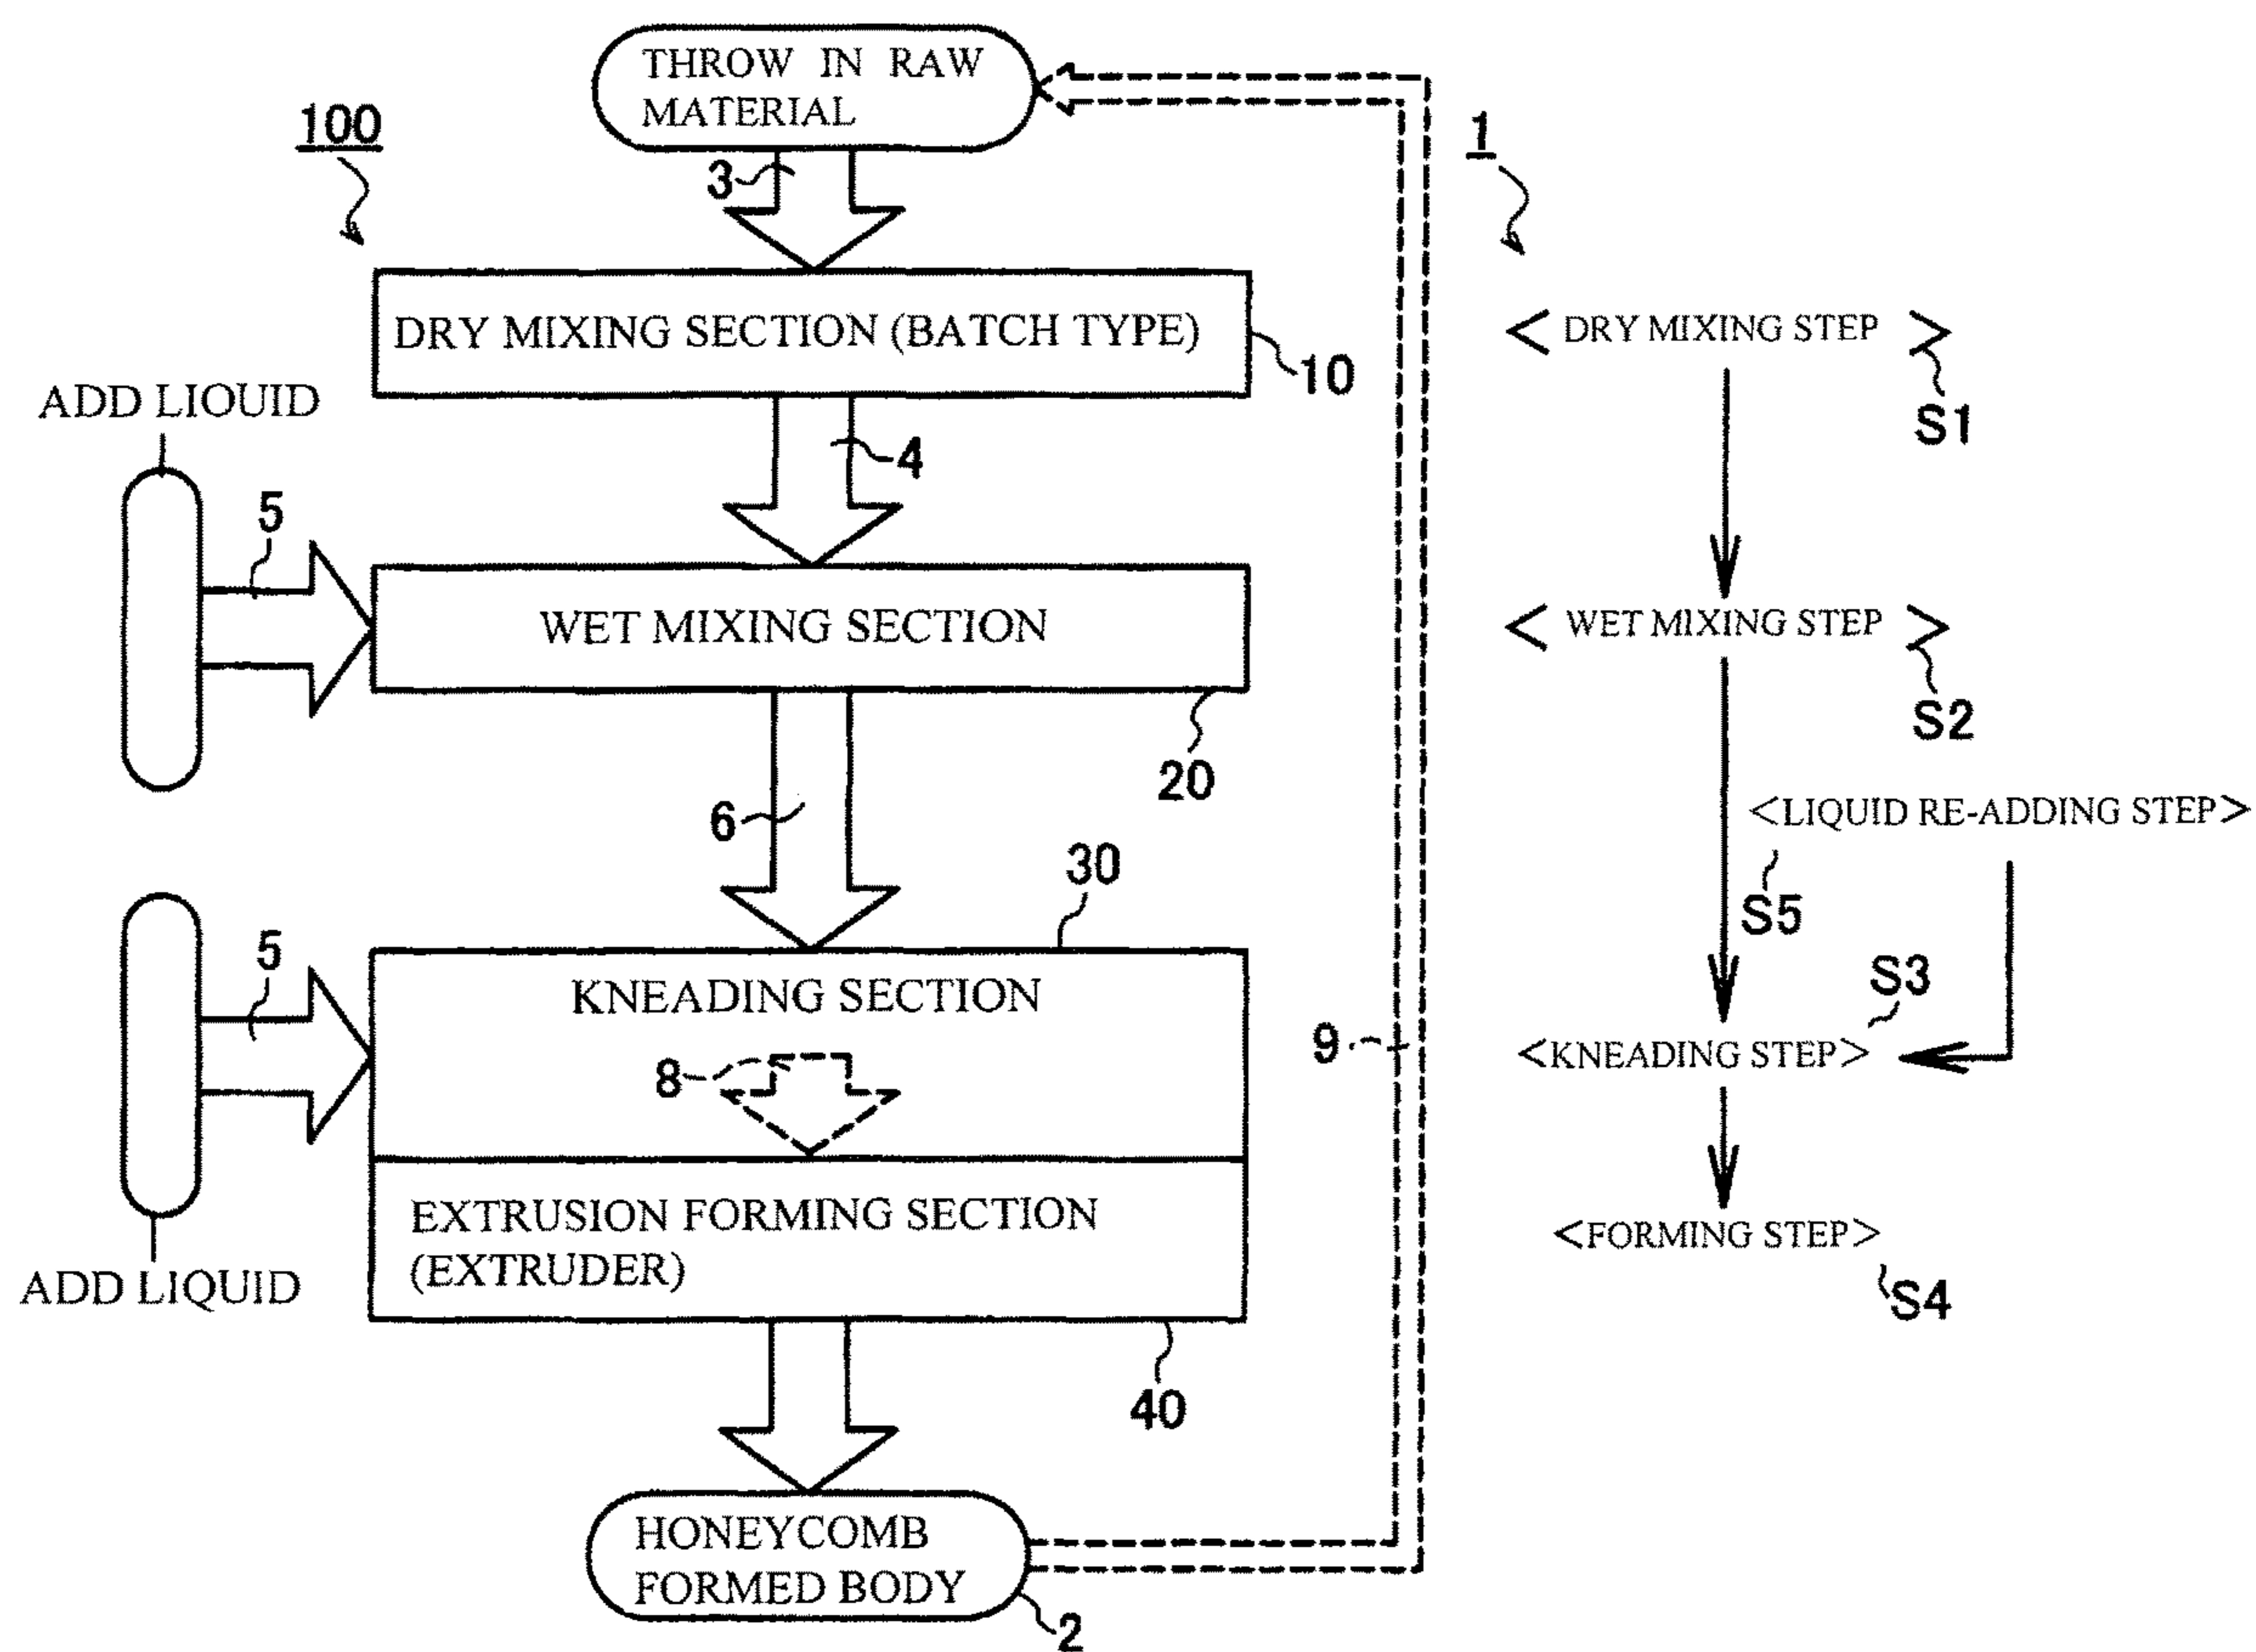 THROW IN RAW
MATERIAL
100
1
3
DRY MIXING SECTION (BATCH TYPE)
10
< DRY MIXING STEP >
S1
ADD LIQUID
4
5
WET MIXING SECTION
20
< WET MIXING STEP >
S2
6
<LIQUID RE-ADDING STEP>
S5
30
5
KNEADING SECTION
S3
9
<KNEADING STEP>
8
EXTRUSION FORMING SECTION
(EXTRUDER)
<FORMING STEP>
S4
ADD LIQUID
40
HONEYCOMB
FORMED BODY
2